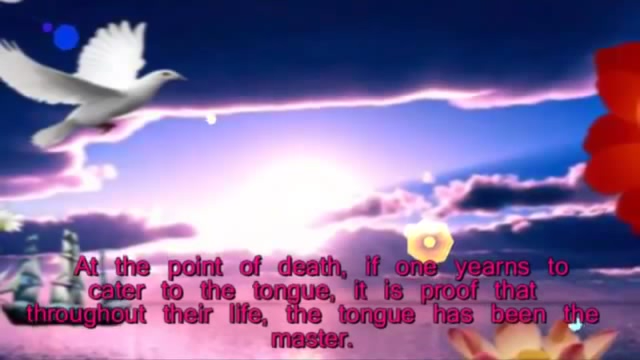 At the point of death, if one yearns to
cater to the tongue, it is proof that
throughout their life, the tongue has been the
master.